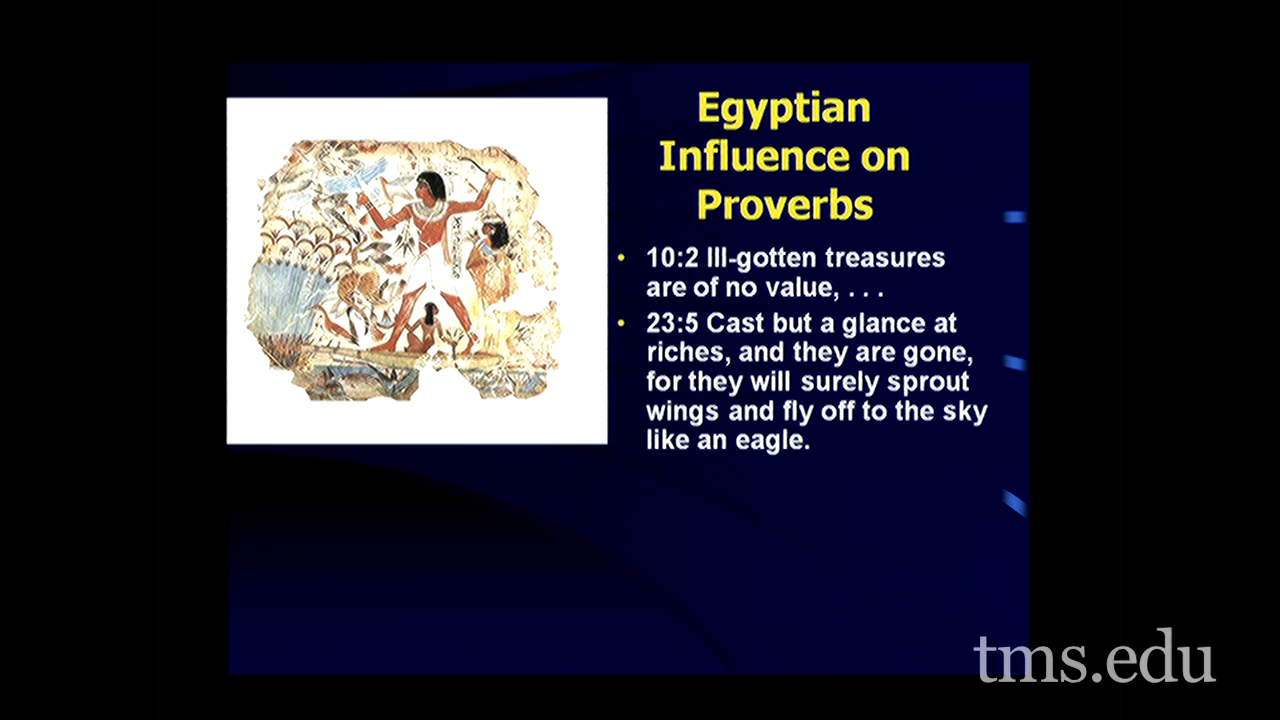 Egyptian
Influence on
Proverbs
• 10:2 Ill-gotten treasures
are of no value, . . .
• 23:5 Cast but a glance at
riches, and they are gone,
for they will surely sprout
wings and fly off to the sky
like an eagle.
tms.edu